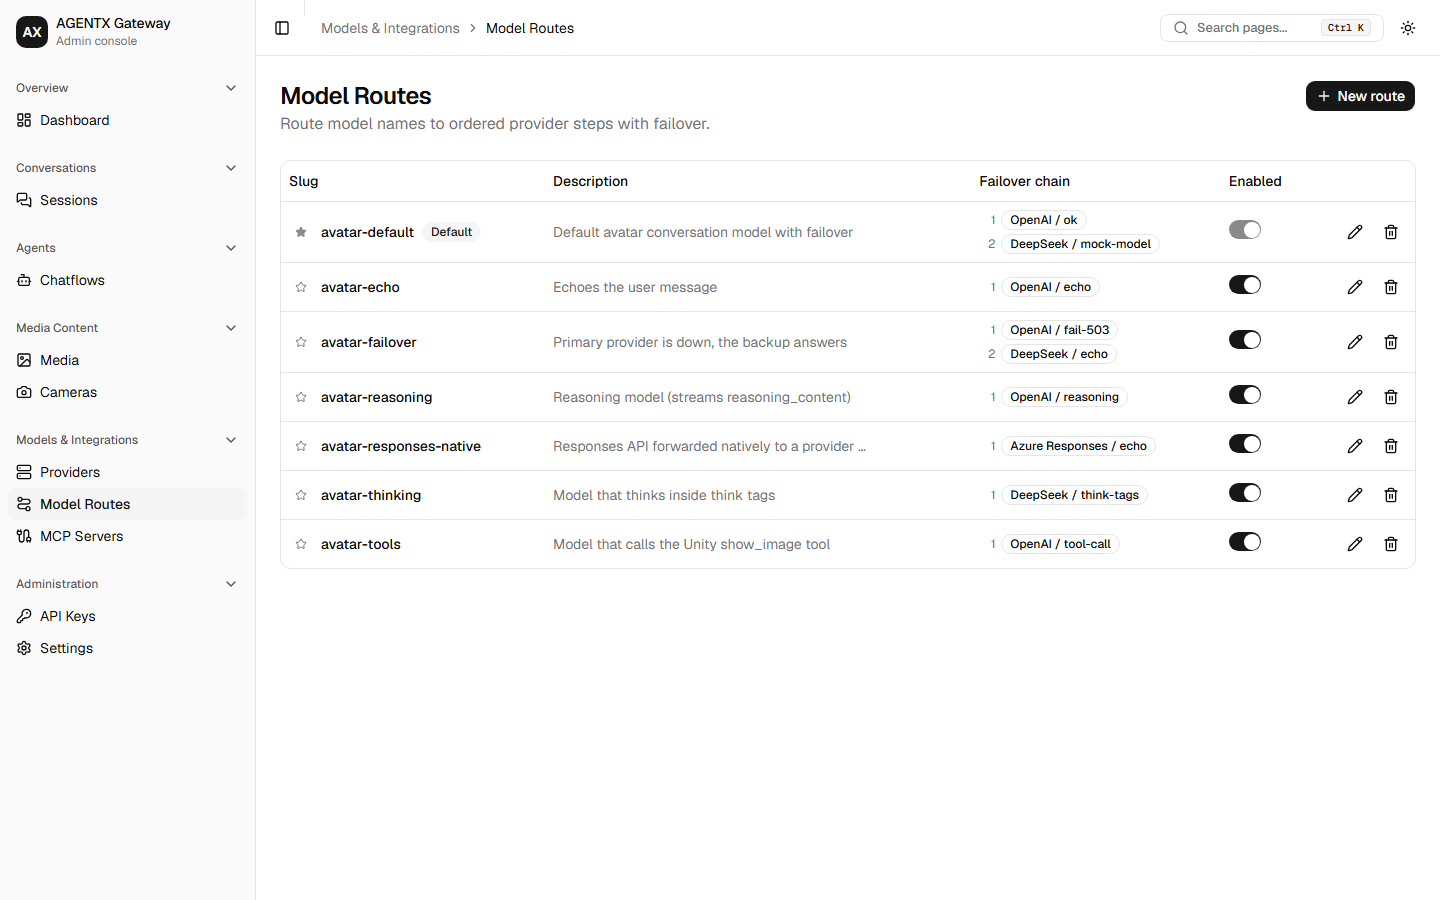 AX
AGENTX Gateway
Admin console
Overview
Dashboard
Conversations
Sessions
Agents
Chatflows
Media Content
Media
Cameras
Models & Integrations
Providers
Model Routes
MCP Servers
Administration
API Keys
Settings
Models & Integrations > Model Routes
Search pages... Ctrl K
Model Routes
Route model names to ordered provider steps with failover.
+ New route
Slug Description Failover chain Enabled
avatar-default Default Default avatar conversation model with failover
1 OpenAI / ok
2 DeepSeek / mock-model
avatar-echo Echoes the user message 1 OpenAI / echo
avatar-failover Primary provider is down, the backup answers
1 OpenAI / fail-503
2 DeepSeek / echo
avatar-reasoning Reasoning model (streams reasoning_content) 1 OpenAI / reasoning
avatar-responses-native Responses API forwarded natively to a provider ... 1 Azure Responses / echo
avatar-thinking Model that thinks inside think tags 1 DeepSeek / think-tags
avatar-tools Model that calls the Unity show_image tool 1 OpenAI / tool-call